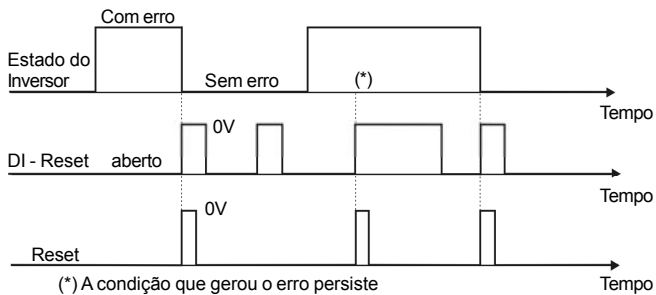 Com erro
Estado do
Inversor
Sem erro
(*)
Tempo
0V
DI - Reset aberto
Tempo
0V
Reset
(*) A condição que gerou o erro persiste
Tempo